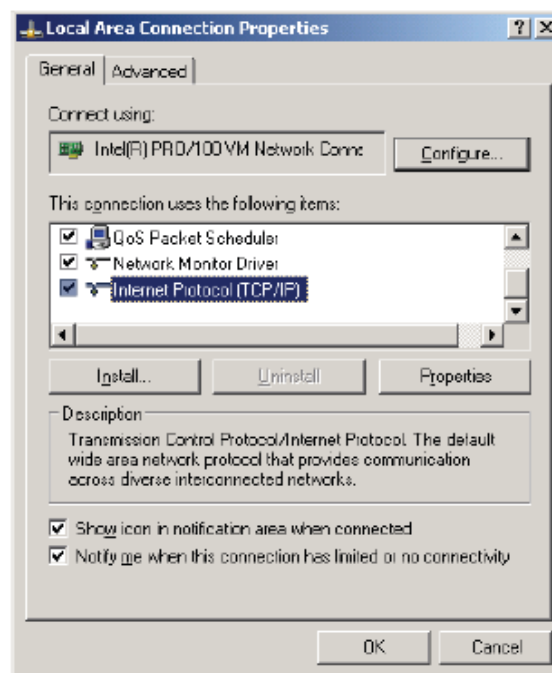 Local Area Connection Properties
General Advanced
Connect using:
Intel(R) PRO/100 VM Network Conne
Configure...
This connection uses the following items:
QoS Packet Scheduler
Network Monitor Driver
Internet Protocol (TCP/IP)
Install... Uninstall Properties
Description
Transmission Control Protocol/Internet Protocol. The default
wide area network protocol that provides communication
across diverse interconnected networks.
Show icon in notification area when connected
Notify me when this connection has limited or no connectivity
OK Cancel